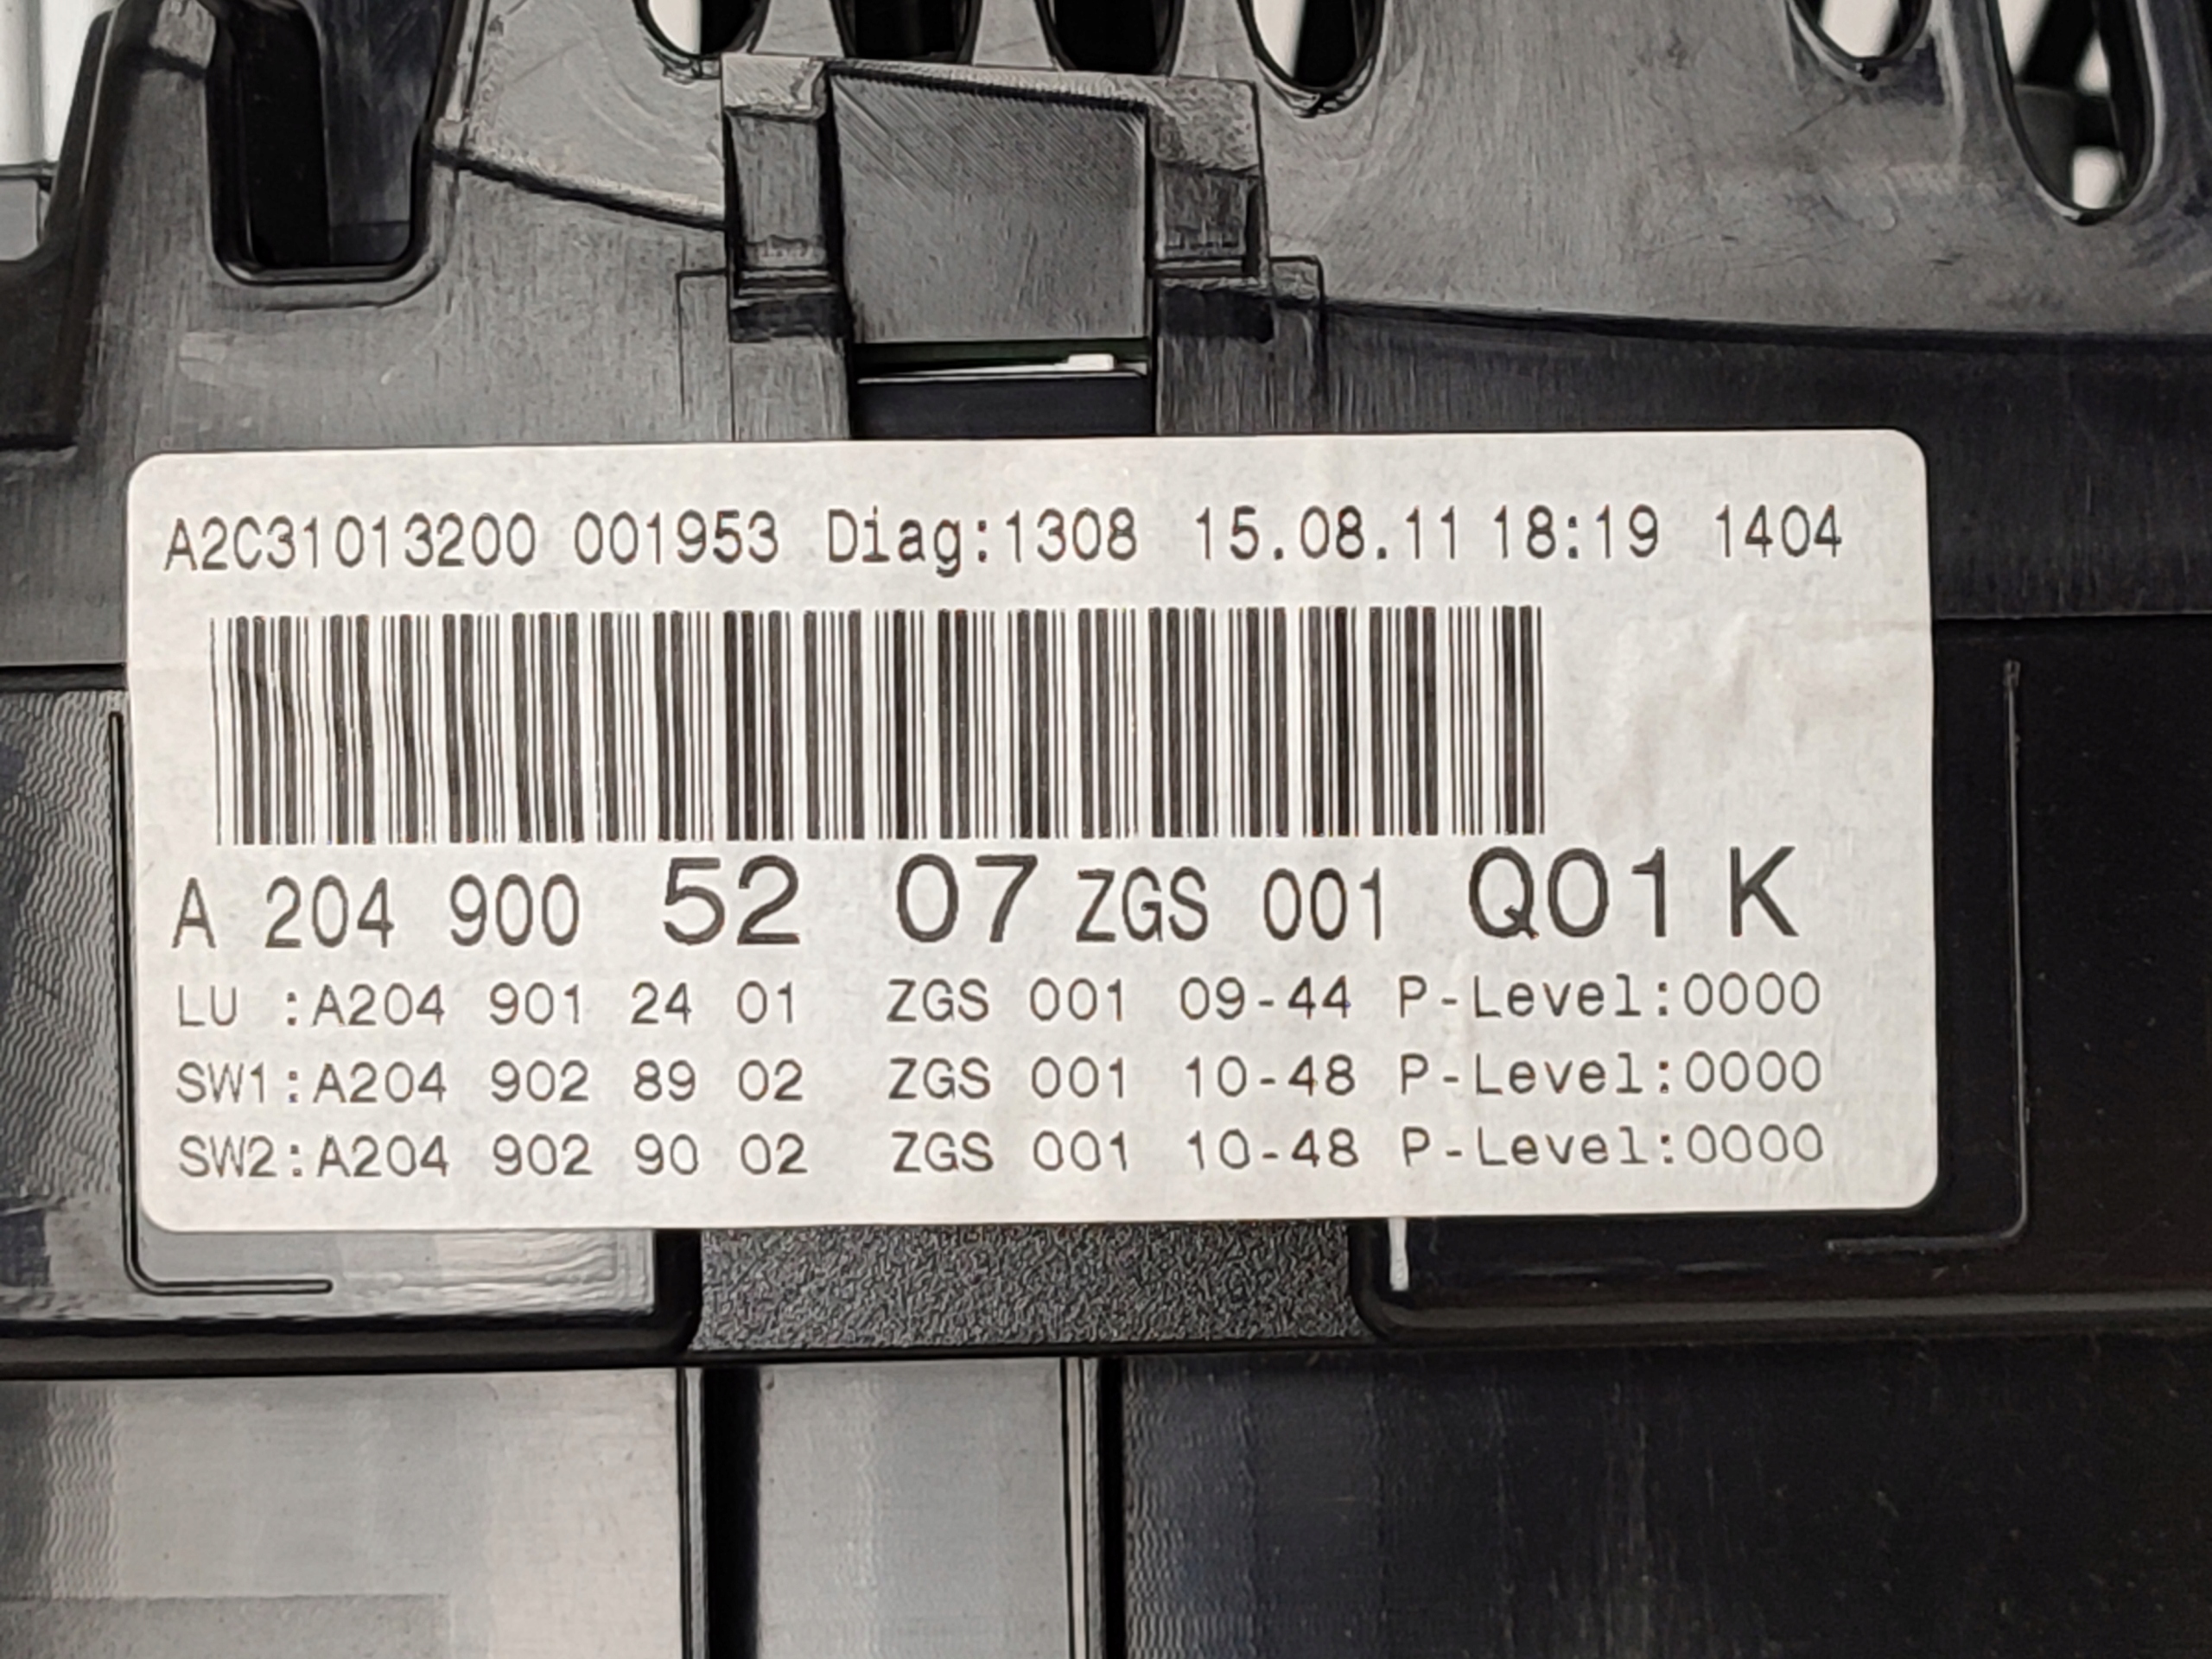 A2C31013200 001953 Diag:1308 15.08.11 18:19 1404
A 204 900 52 07 ZGS 001 Q01 K
LU :A204 901 24 01 ZGS 001 09-44 P-Level:0000
SW1:A204 902 89 02 ZGS 001 10-48 P-Level:0000
SW2:A204 902 90 02 ZGS 001 10-48 P-Level:0000